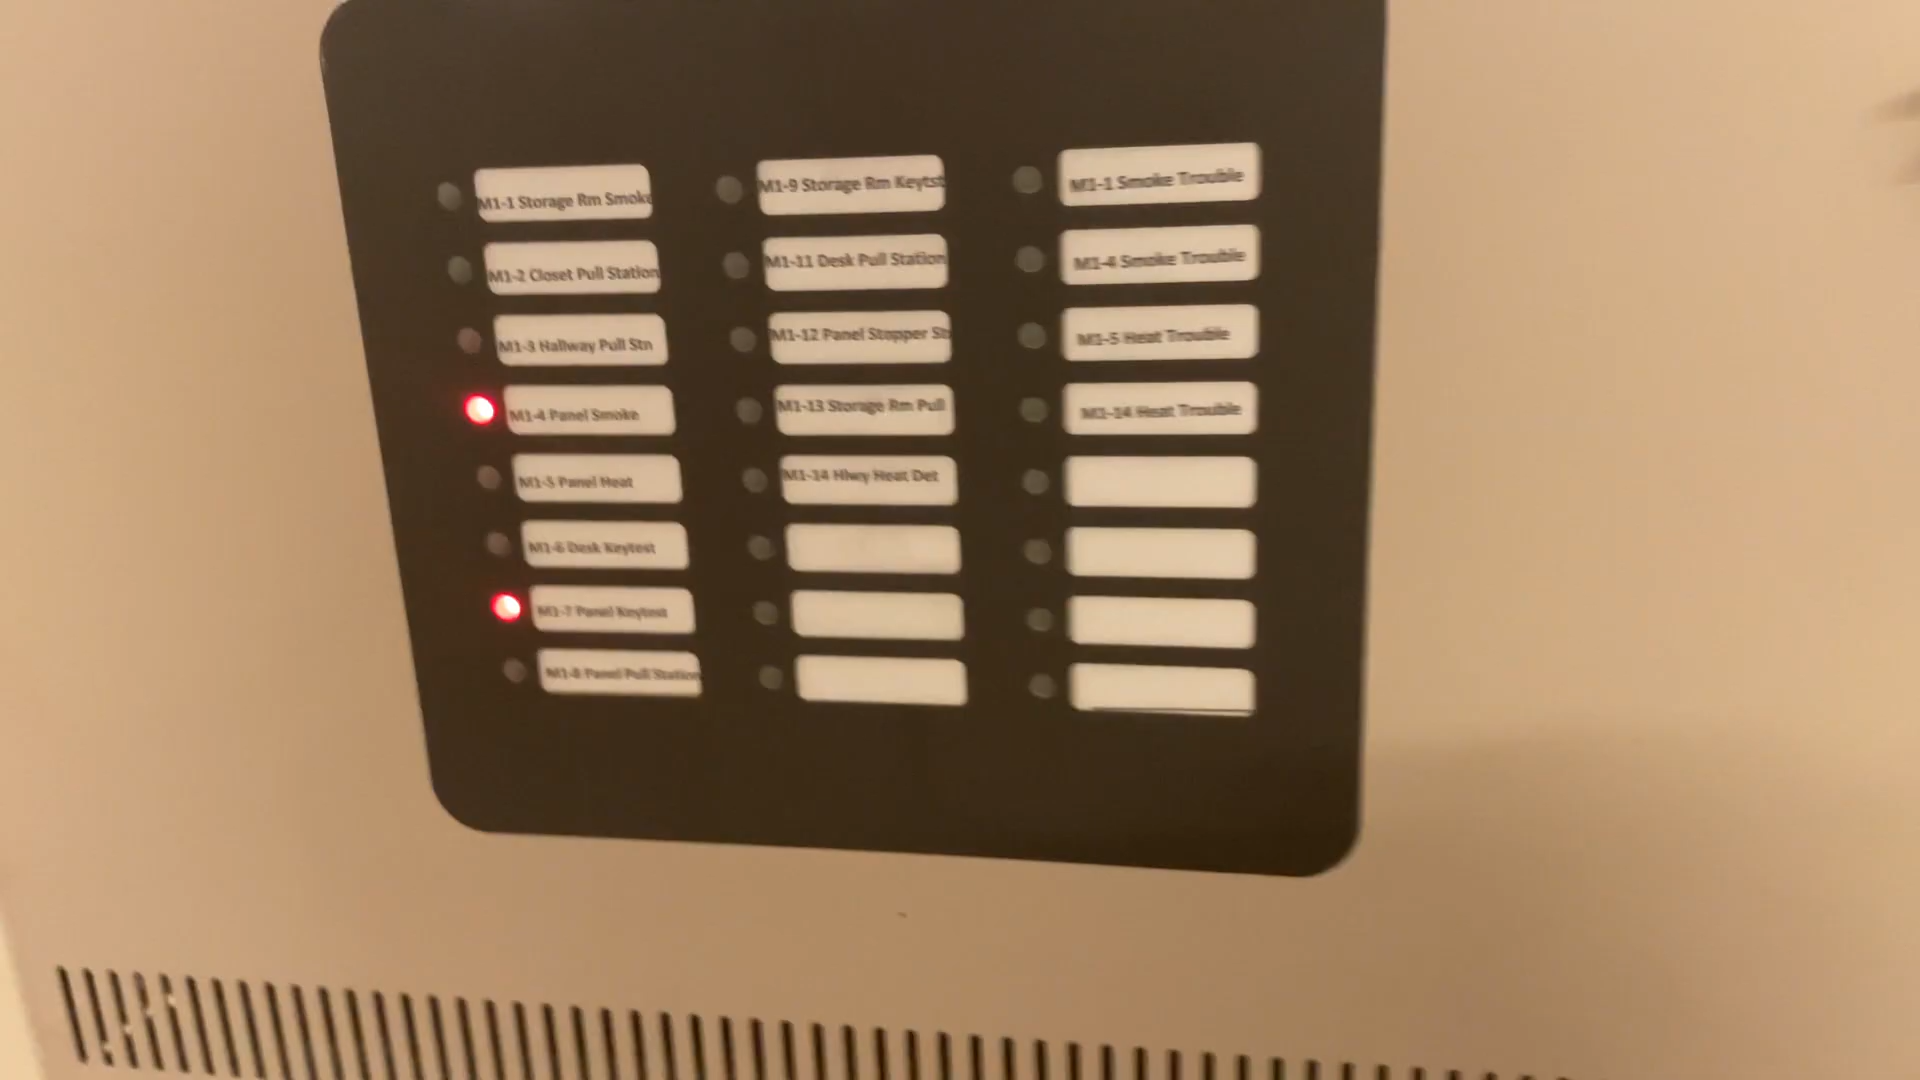 M1-1 Storage Rm Smoke
M1-2 Closet Pull Station
M1-3 Hallway Pull Stn
M1-4 Panel Smoke
M1-5 Panel Heat
M1-6 Desk Keytest
M1-7 Panel Keytest
M1-8 Panel Pull Station
M1-9 Storage Rm Keytst
M1-11 Desk Pull Station
M1-12 Panel Stopper St
M1-13 Storage Rm Pull
M1-14 Hlwy Heat Det
M1-1 Smoke Trouble
M1-4 Smoke Trouble
M1-5 Heat Trouble
M1-14 Heat Trouble